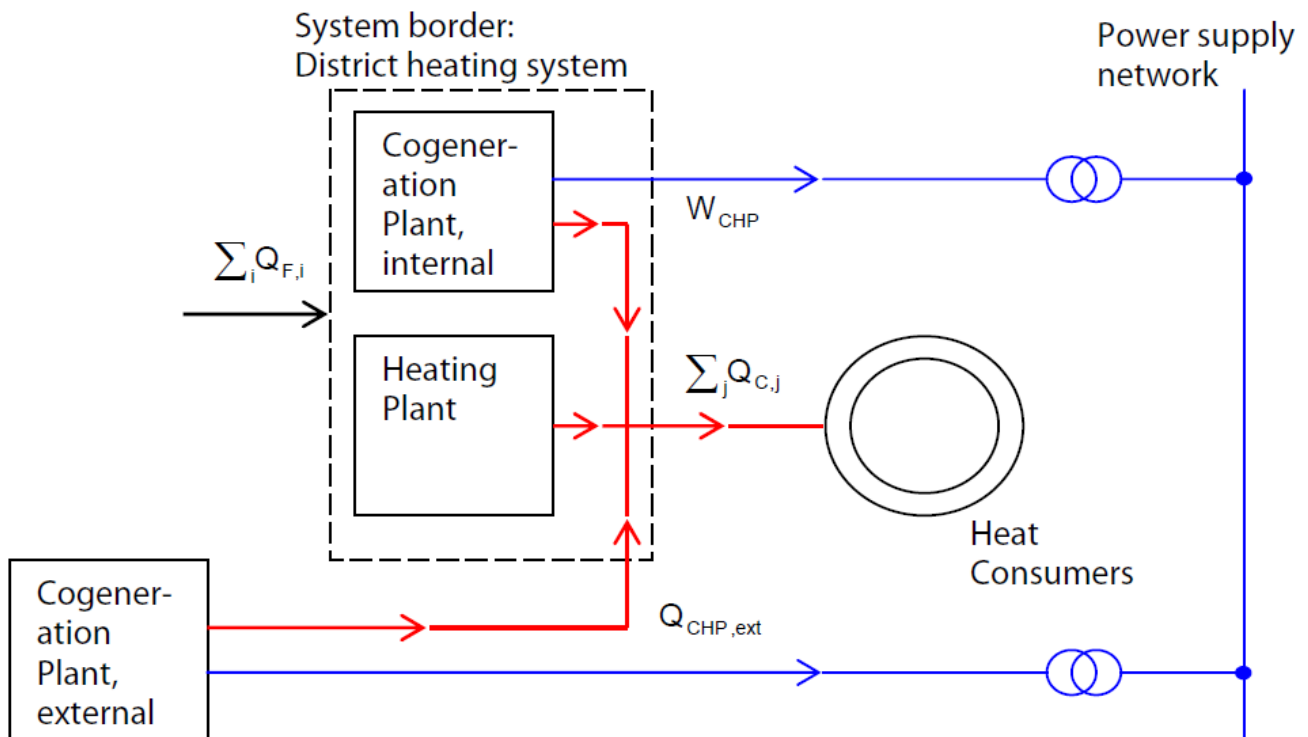 System border:
District heating system
Power supply
network
Cogener-
ation
Plant,
internal
W_CHP
∑_i Q_F,i
Heating
Plant
∑_j Q_C,j
Heat
Consumers
Cogener-
ation
Plant,
external
Q_CHP,ext